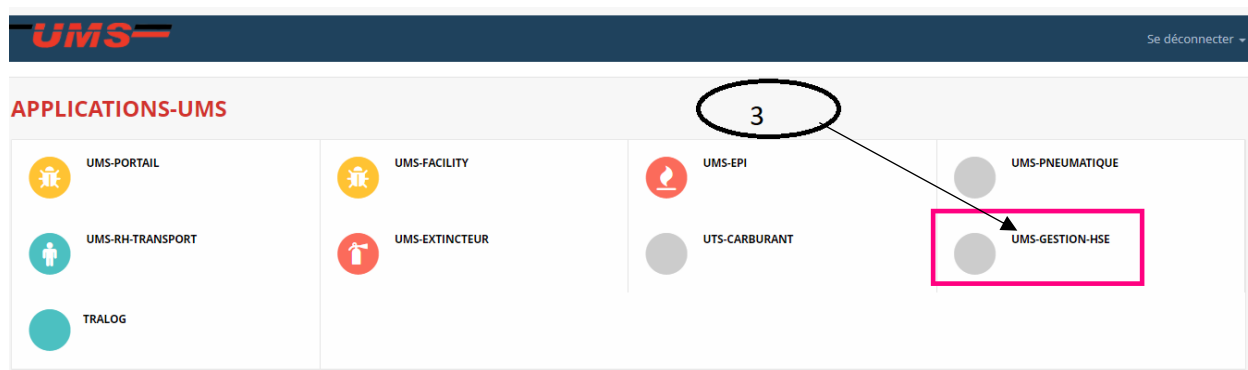 UMS
Se déconnecter
APPLICATIONS-UMS
3
UMS-PORTAIL
UMS-FACILITY
UMS-EPI
UMS-PNEUMATIQUE
UMS-RH-TRANSPORT
UMS-EXTINCTEUR
UTS-CARBURANT
UMS-GESTION-HSE
TRALOG